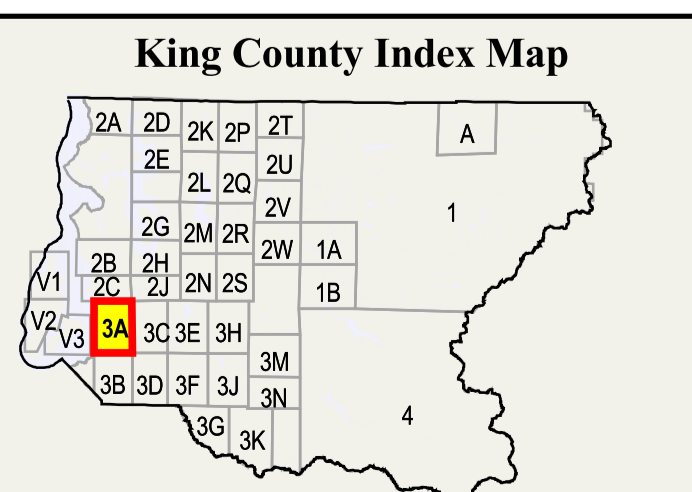 King County Index Map
2A 2D 2K 2P 2T A
2E 2U
2L 2Q
2V 1
2G 2M 2R
2W 1A
2B 2H
V1 2C 2J 2N 2S 1B
V2 V3 3A 3C 3E 3H
3M
3B 3D 3F 3J
3N
3G 3K 4